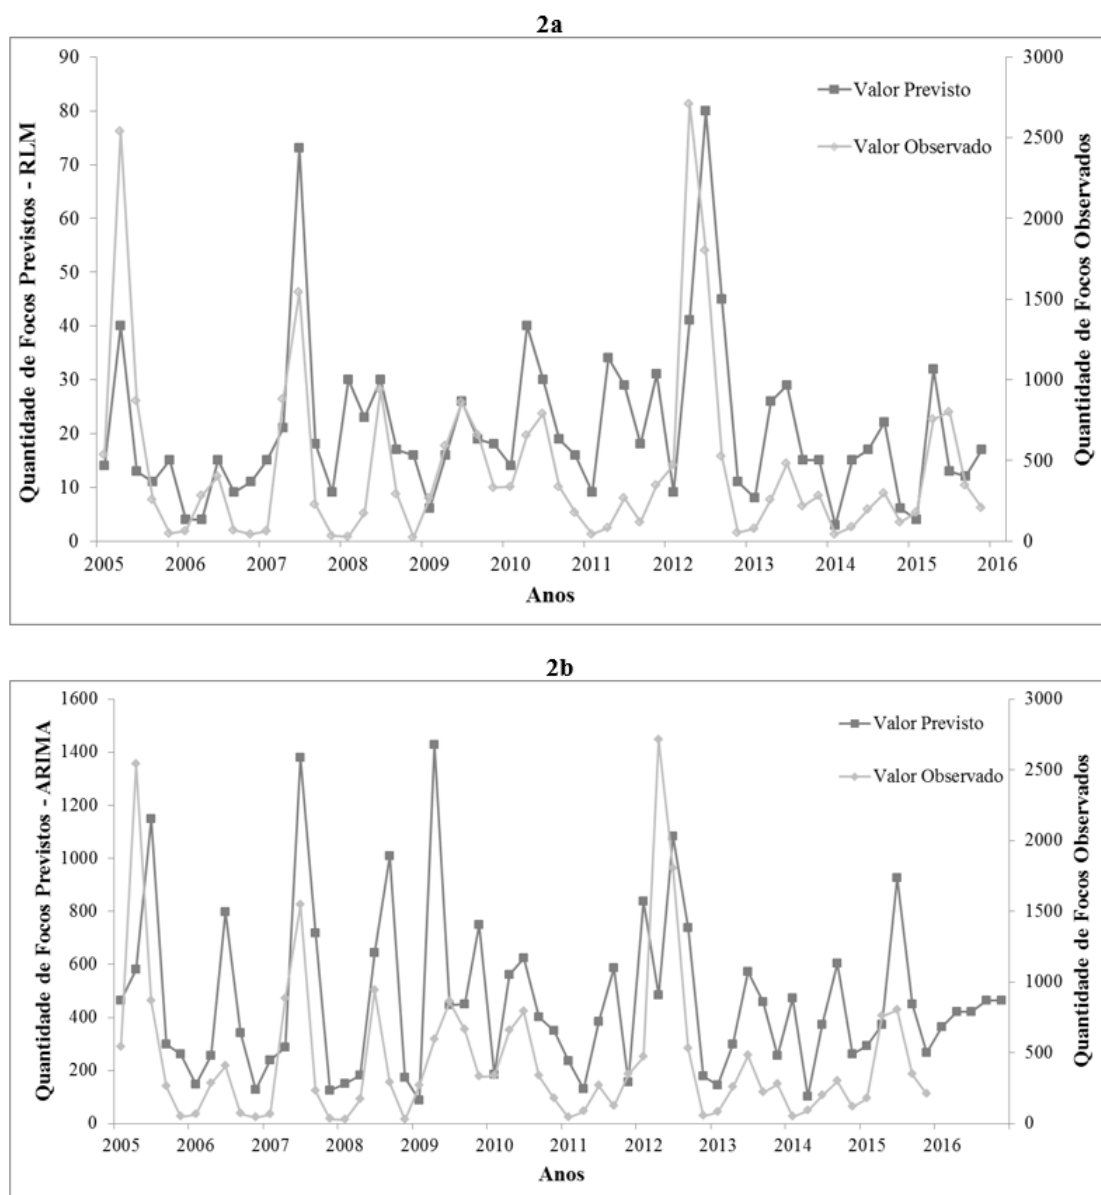 2a
Quantidade de Focos Previstos - RLM
90
80
70
60
50
40
30
20
10
0
Valor Previsto
Valor Observado
3000
2500
2000
1500
1000
500
0
Quantidade de Focos Observados
2005 2006 2007 2008 2009 2010 2011 2012 2013 2014 2015 2016
Anos
2b
Quantidade de Focos Previstos - ARIMA
1600
1400
1200
1000
800
600
400
200
0
Valor Previsto
Valor Observado
3000
2500
2000
1500
1000
500
0
Quantidade de Focos Observados
2005 2006 2007 2008 2009 2010 2011 2012 2013 2014 2015 2016
Anos